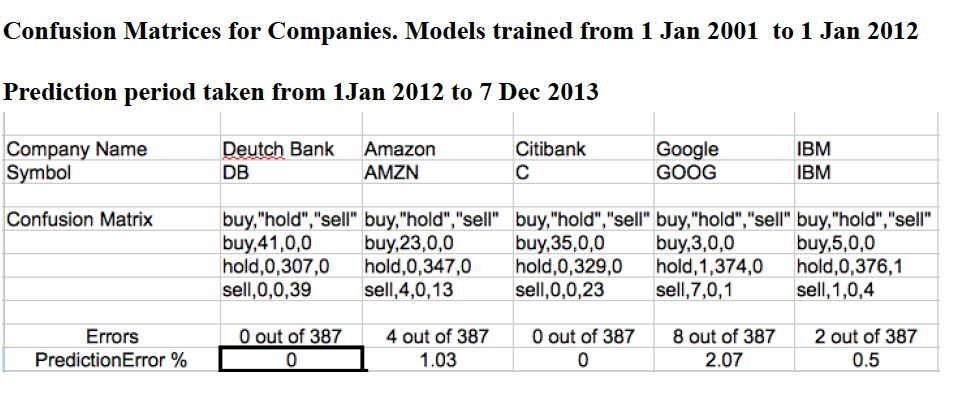 Confusion Matrices for Companies. Models trained from 1 Jan 2001 to 1 Jan 2012
Prediction period taken from 1Jan 2012 to 7 Dec 2013
Company Name Deutch Bank Amazon Citibank Google IBM
Symbol DB AMZN C GOOG IBM
Confusion Matrix buy,"hold","sell" buy,"hold","sell" buy,"hold","sell" buy,"hold","sell" buy,"hold","sell"
buy,41,0,0 buy,23,0,0 buy,35,0,0 buy,3,0,0 buy,5,0,0
hold,0,307,0 hold,0,347,0 hold,0,329,0 hold,1,374,0 hold,0,376,1
sell,0,0,39 sell,4,0,13 sell,0,0,23 sell,7,0,1 sell,1,0,4
Errors 0 out of 387 4 out of 387 0 out of 387 8 out of 387 2 out of 387
PredictionError % 0 1.03 0 2.07 0.5